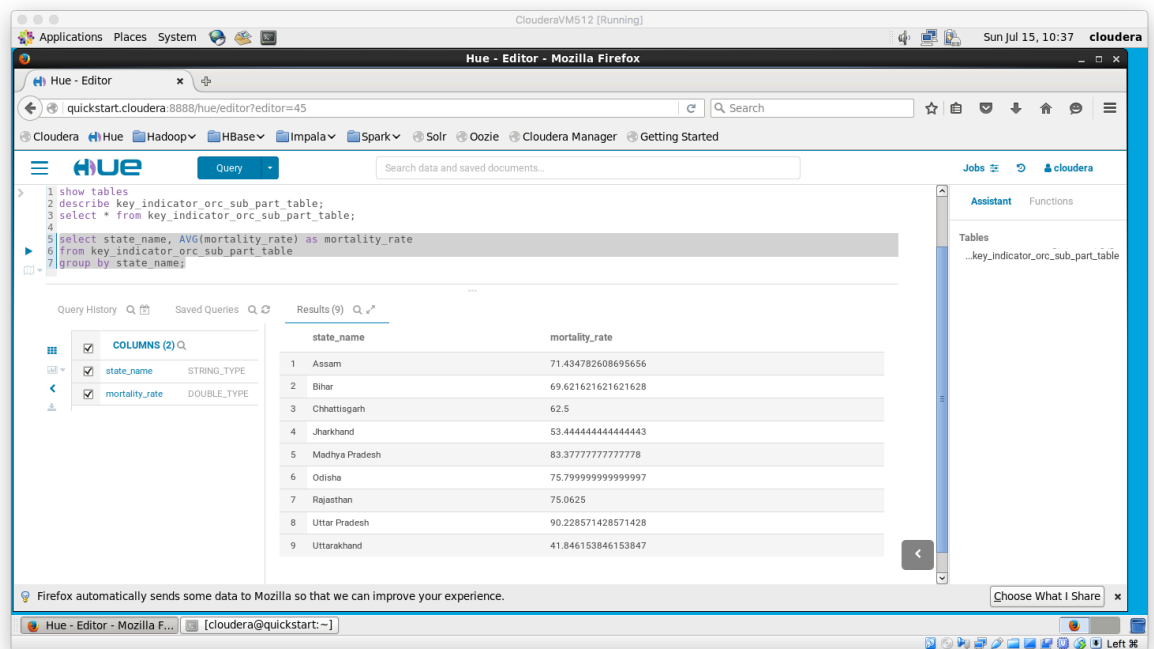 ClouderaVM512 [Running]
Applications Places System Sun Jul 15, 10:37 cloudera
Hue - Editor - Mozilla Firefox
Hue - Editor
quickstart.cloudera:8888/hue/editor?editor=45 Search
Cloudera Hue Hadoop HBase Impala Spark Solr Oozie Cloudera Manager Getting Started
HUE Query Search data and saved documents... Jobs cloudera
1 show tables
2 describe key_indicator_orc_sub_part_table;
3 select * from key_indicator_orc_sub_part_table;
4
5 select state_name, AVG(mortality_rate) as mortality_rate
6 from key_indicator_orc_sub_part_table
7 group by state_name;
Assistant Functions
Tables
...key_indicator_orc_sub_part_table
Query History Saved Queries Results (9)
COLUMNS (2)
state_name STRING_TYPE
mortality_rate DOUBLE_TYPE
state_name mortality_rate
1 Assam 71.434782608695656
2 Bihar 69.621621621621628
3 Chhattisgarh 62.5
4 Jharkhand 53.444444444444443
5 Madhya Pradesh 83.37777777777778
6 Odisha 75.799999999999997
7 Rajasthan 75.0625
8 Uttar Pradesh 90.228571428571428
9 Uttarakhand 41.846153846153847
Firefox automatically sends some data to Mozilla so that we can improve your experience. Choose What I Share
Hue - Editor - Mozilla F... [cloudera@quickstart:~]
Left ⌘